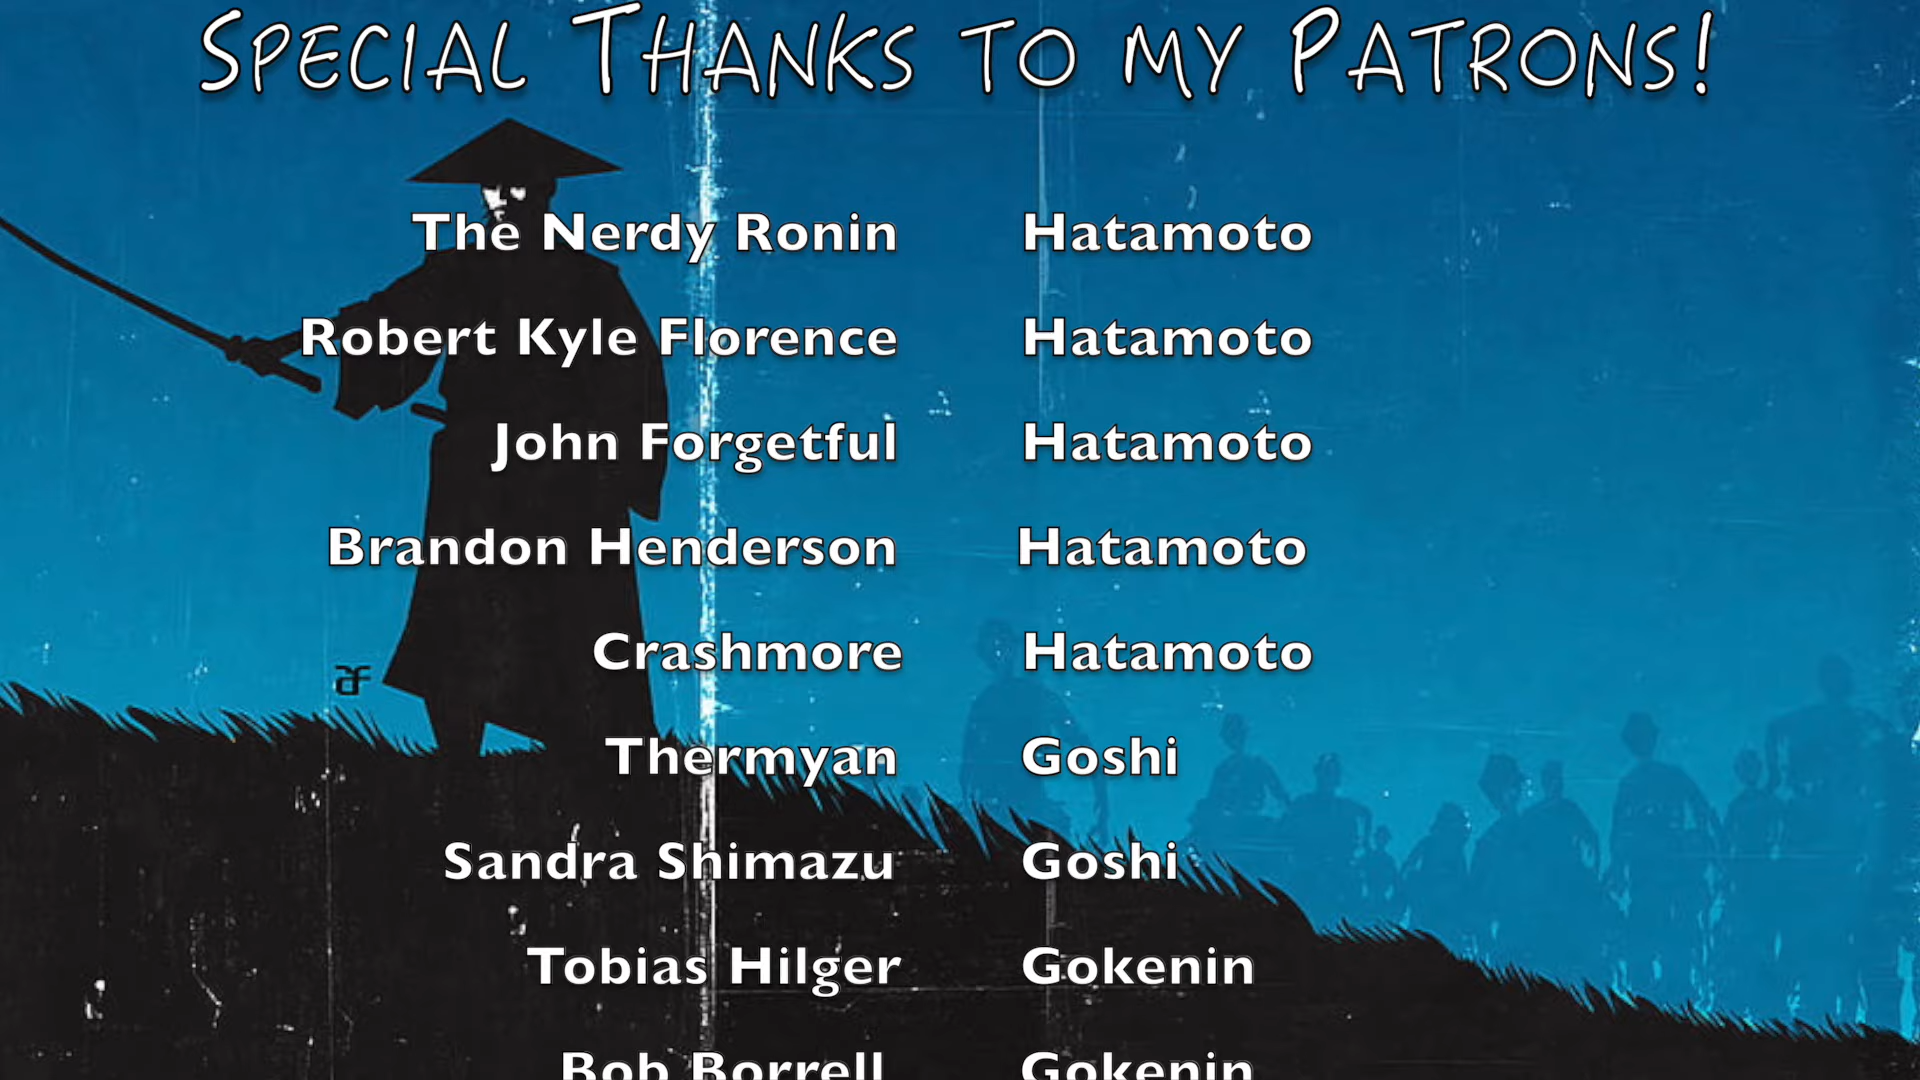 SPECIAL THANKS TO MY PATRONS!
The Nerdy Ronin Hatamoto
Robert Kyle Florence Hatamoto
John Forgetful Hatamoto
Brandon Henderson Hatamoto
Crashmore Hatamoto
Thermyan Goshi
Sandra Shimazu Goshi
Tobias Hilger Gokenin
Bob Borrell Gokenin